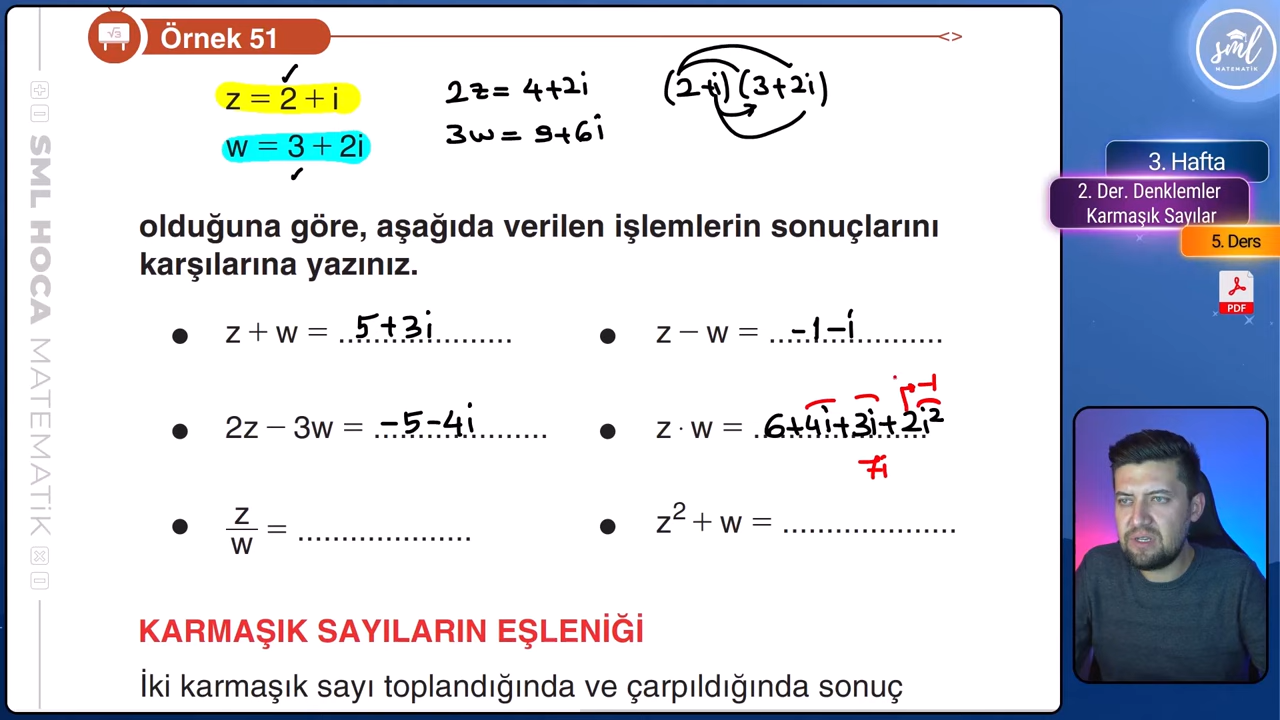 √3
Örnek 51
<>
z = 2 + i
2z = 4+2i
(2+i)(3+2i)
w = 3 + 2i
3w = 9+6i
olduğuna göre, aşağıda verilen işlemlerin sonuçlarını
karşılarına yazınız.
z + w = 5+3i
z − w = -1-i
2z − 3w = -5-4i
z · w = 6+4i+3i+2i²
-1
7i
z/w = ....................
z² + w = ....................
KARMAŞIK SAYILARIN EŞLENİĞİ
İki karmaşık sayı toplandığında ve çarpıldığında sonuç
SML HOCA MATEMATİK
sml
MATEMATİK
3. Hafta
2. Der. Denklemler
Karmaşık Sayılar
5. Ders
PDF